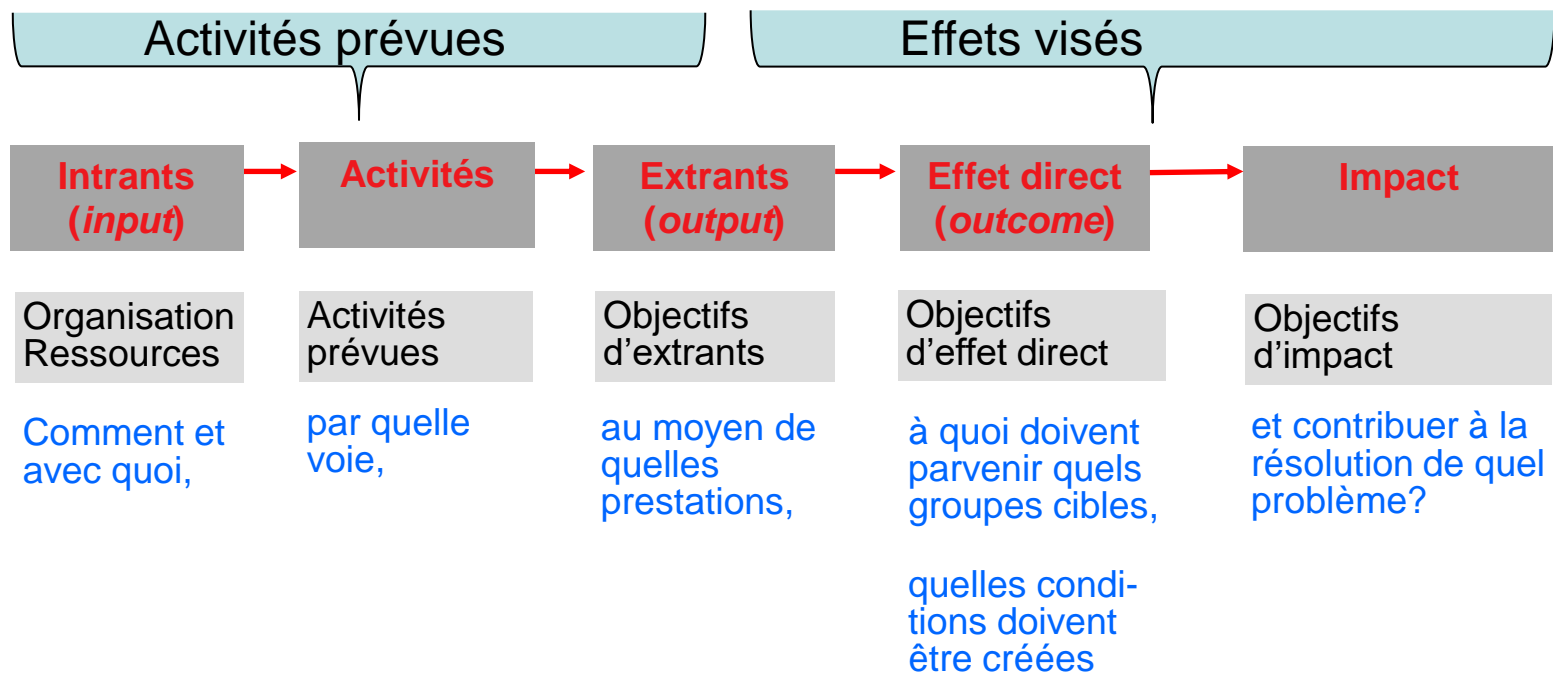 Activités prévues
Effets visés
Intrants
(input)
Activités
Extrants
(output)
Effet direct
(outcome)
Impact
Organisation
Ressources
Activités
prévues
Objectifs
d’extrants
Objectifs
d’effet direct
Objectifs
d’impact
Comment et
avec quoi,
par quelle
voie,
au moyen de
quelles
prestations,
à quoi doivent
parvenir quels
groupes cibles,
quelles condi-
tions doivent
être créées
et contribuer à la
résolution de quel
problème?